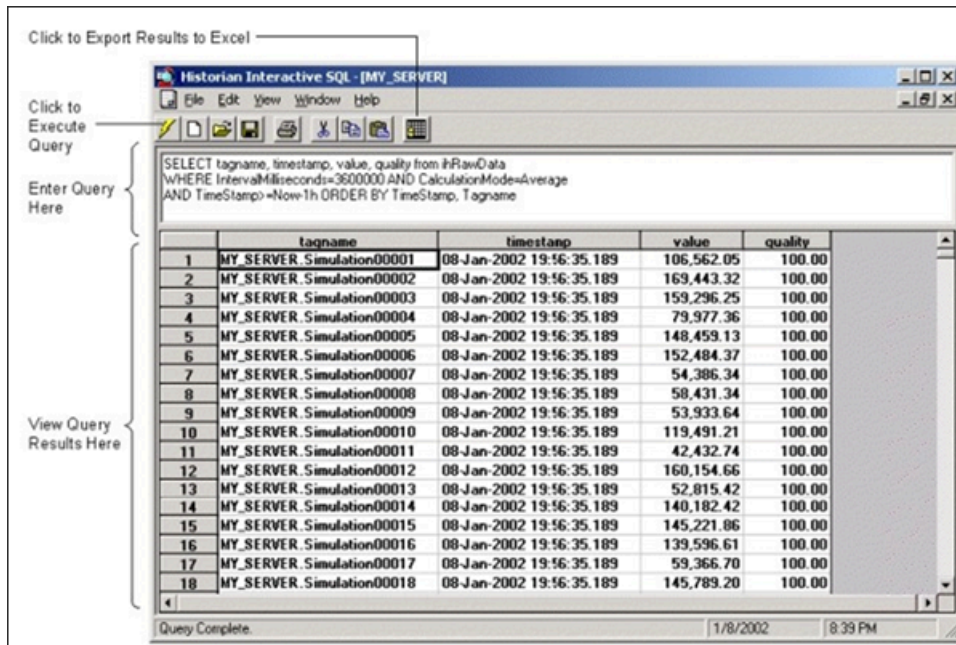 Click to Export Results to Excel
Historian Interactive SQL - [MY_SERVER]
File Edit View Window Help
Click to
Execute
Query
SELECT tagname, timestamp, value, quality from ihRawData
WHERE IntervalMilliseconds=3600000 AND CalculationMode=Average
AND TimeStamp>=Now-1h ORDER BY TimeStamp, Tagname
Enter Query
Here
tagname timestamp value quality
1 MY_SERVER.Simulation00001 08-Jan-2002 19:56:35.189 106,562.05 100.00
2 MY_SERVER.Simulation00002 08-Jan-2002 19:56:35.189 169,443.32 100.00
3 MY_SERVER.Simulation00003 08-Jan-2002 19:56:35.189 159,296.25 100.00
4 MY_SERVER.Simulation00004 08-Jan-2002 19:56:35.189 79,977.36 100.00
5 MY_SERVER.Simulation00005 08-Jan-2002 19:56:35.189 148,459.13 100.00
6 MY_SERVER.Simulation00006 08-Jan-2002 19:56:35.189 152,484.37 100.00
7 MY_SERVER.Simulation00007 08-Jan-2002 19:56:35.189 54,386.34 100.00
8 MY_SERVER.Simulation00008 08-Jan-2002 19:56:35.189 58,431.34 100.00
9 MY_SERVER.Simulation00009 08-Jan-2002 19:56:35.189 53,933.64 100.00
10 MY_SERVER.Simulation00010 08-Jan-2002 19:56:35.189 119,491.21 100.00
11 MY_SERVER.Simulation00011 08-Jan-2002 19:56:35.189 42,432.74 100.00
12 MY_SERVER.Simulation00012 08-Jan-2002 19:56:35.189 160,154.66 100.00
13 MY_SERVER.Simulation00013 08-Jan-2002 19:56:35.189 52,815.42 100.00
14 MY_SERVER.Simulation00014 08-Jan-2002 19:56:35.189 140,182.42 100.00
15 MY_SERVER.Simulation00015 08-Jan-2002 19:56:35.189 145,221.86 100.00
16 MY_SERVER.Simulation00016 08-Jan-2002 19:56:35.189 139,596.61 100.00
17 MY_SERVER.Simulation00017 08-Jan-2002 19:56:35.189 59,366.70 100.00
18 MY_SERVER.Simulation00018 08-Jan-2002 19:56:35.189 145,789.20 100.00
View Query
Results Here
Query Complete. 1/8/2002 8:39 PM